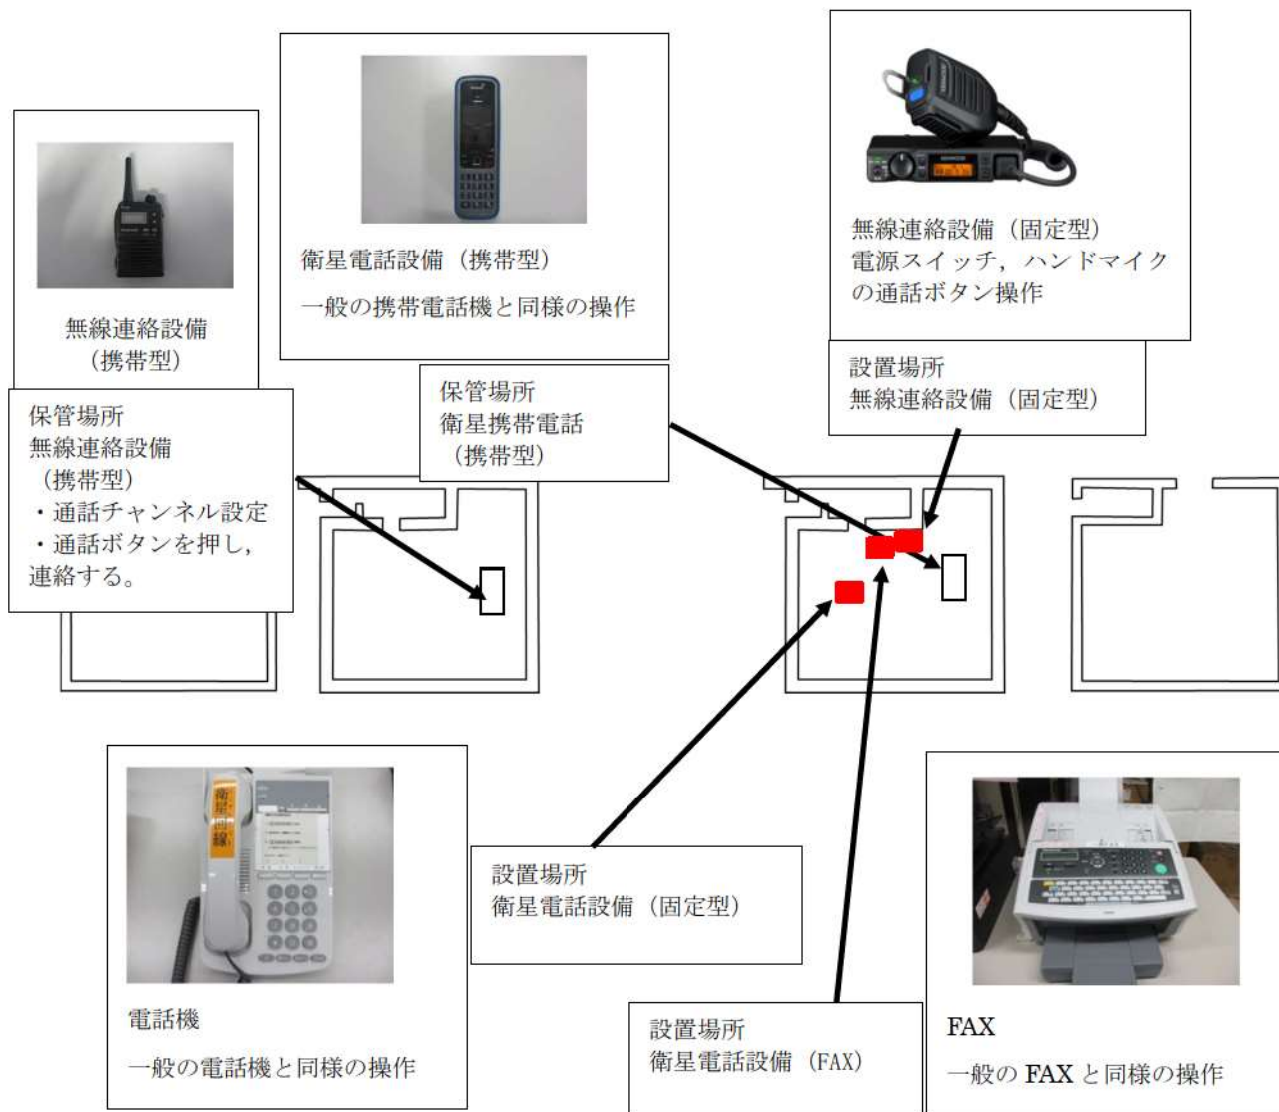 無線連絡設備
(携帯型)
衛星電話設備(携帯型)
一般の携帯電話機と同様の操作
KENWOOD
無線連絡設備(固定型)
電源スイッチ,ハンドマイク
の通話ボタン操作
保管場所
無線連絡設備
(携帯型)
・通話チャンネル設定
・通話ボタンを押し,
連絡する。
保管場所
衛星携帯電話
(携帯型)
設置場所
無線連絡設備(固定型)
衛星回線
電話機
一般の電話機と同様の操作
設置場所
衛星電話設備(固定型)
設置場所
衛星電話設備(FAX)
FAX
一般の FAX と同様の操作